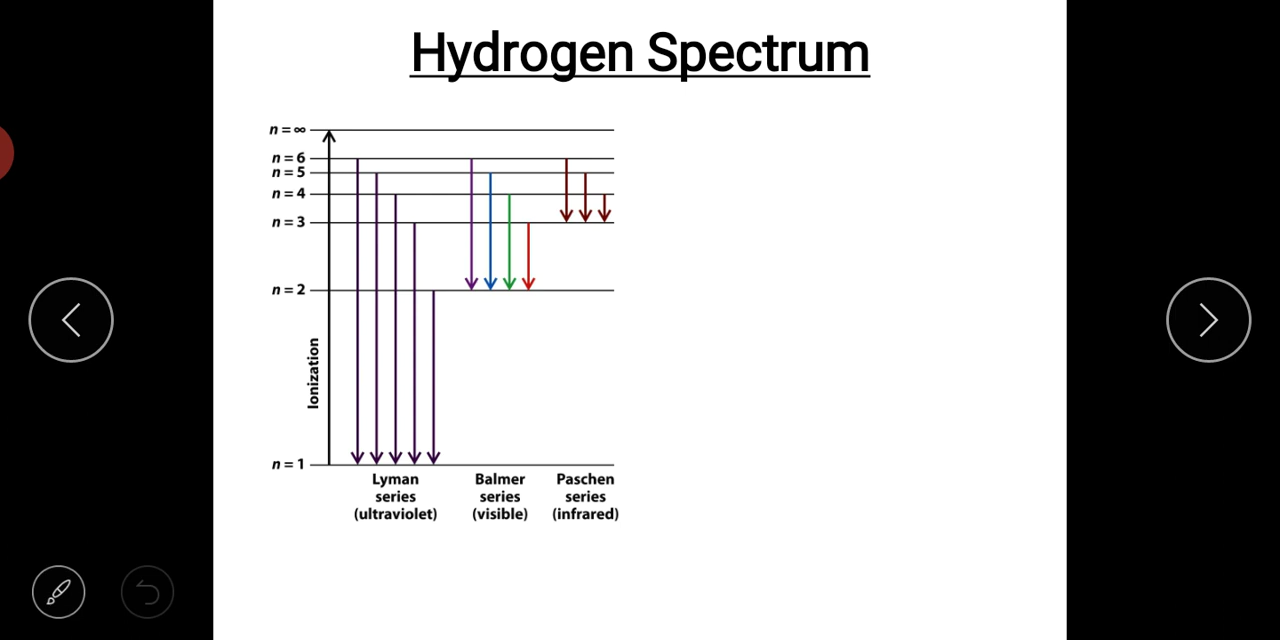 Hydrogen Spectrum
n = ∞
n = 6
n = 5
n = 4
n = 3
n = 2
Ionization
n = 1
Lyman
series
(ultraviolet)
Balmer
series
(visible)
Paschen
series
(infrared)